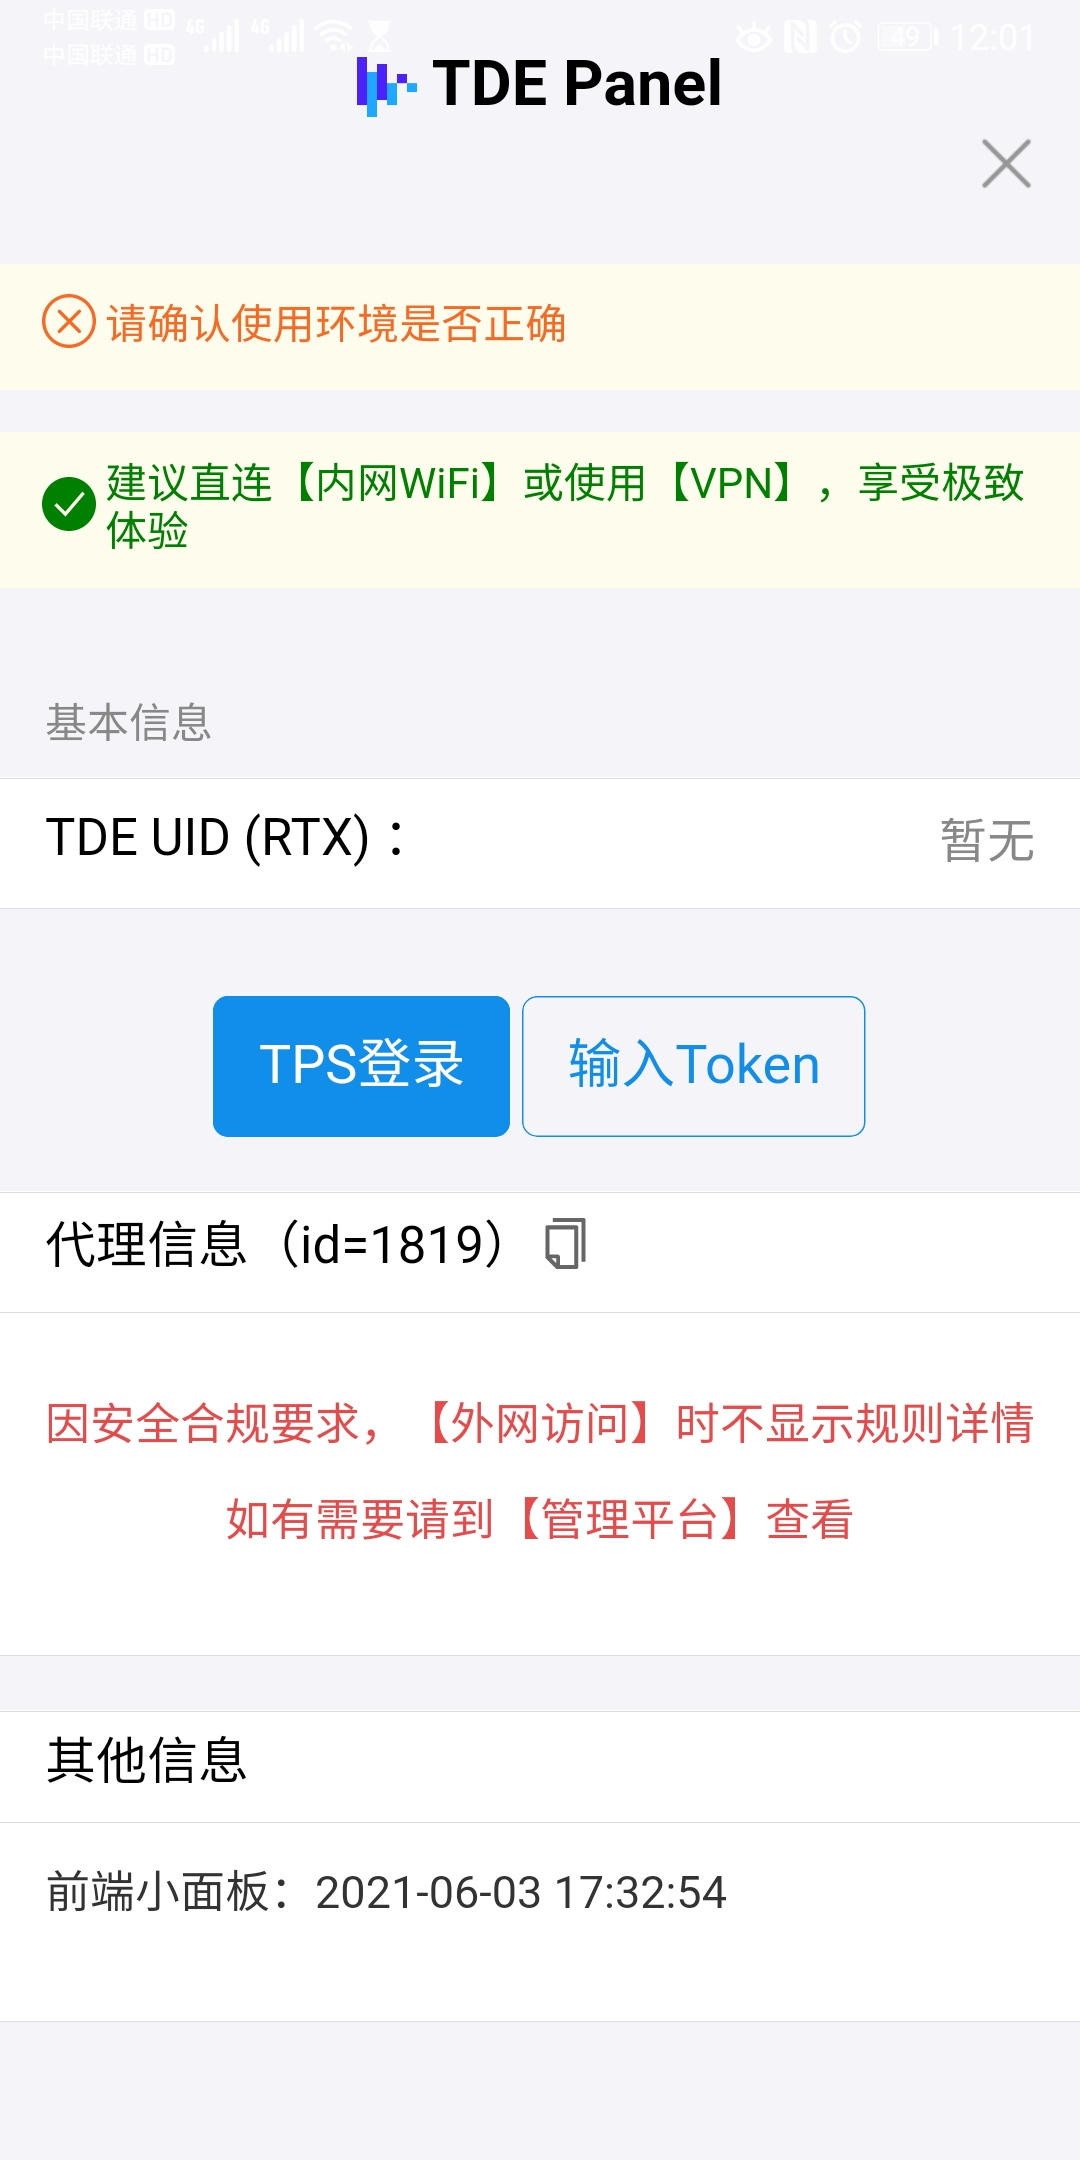 中国联通 HD 4G 4G 49 12:01
中国联通 HD
TDE Panel
请确认使用环境是否正确
建议直连【内网WiFi】或使用【VPN】，享受极致
体验
基本信息
TDE UID (RTX)： 暂无
TPS登录 输入Token
代理信息（id=1819）
因安全合规要求，【外网访问】时不显示规则详情
如有需要请到【管理平台】查看
其他信息
前端小面板：2021-06-03 17:32:54